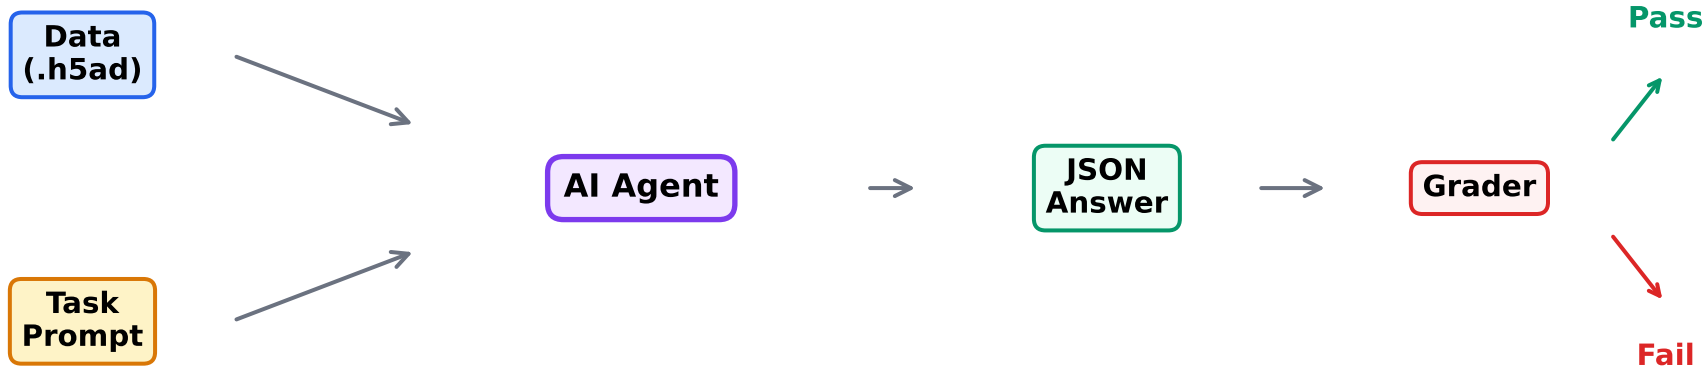 Data
(.h5ad)
Task
Prompt
AI Agent
JSON
Answer
Grader
Pass
Fail